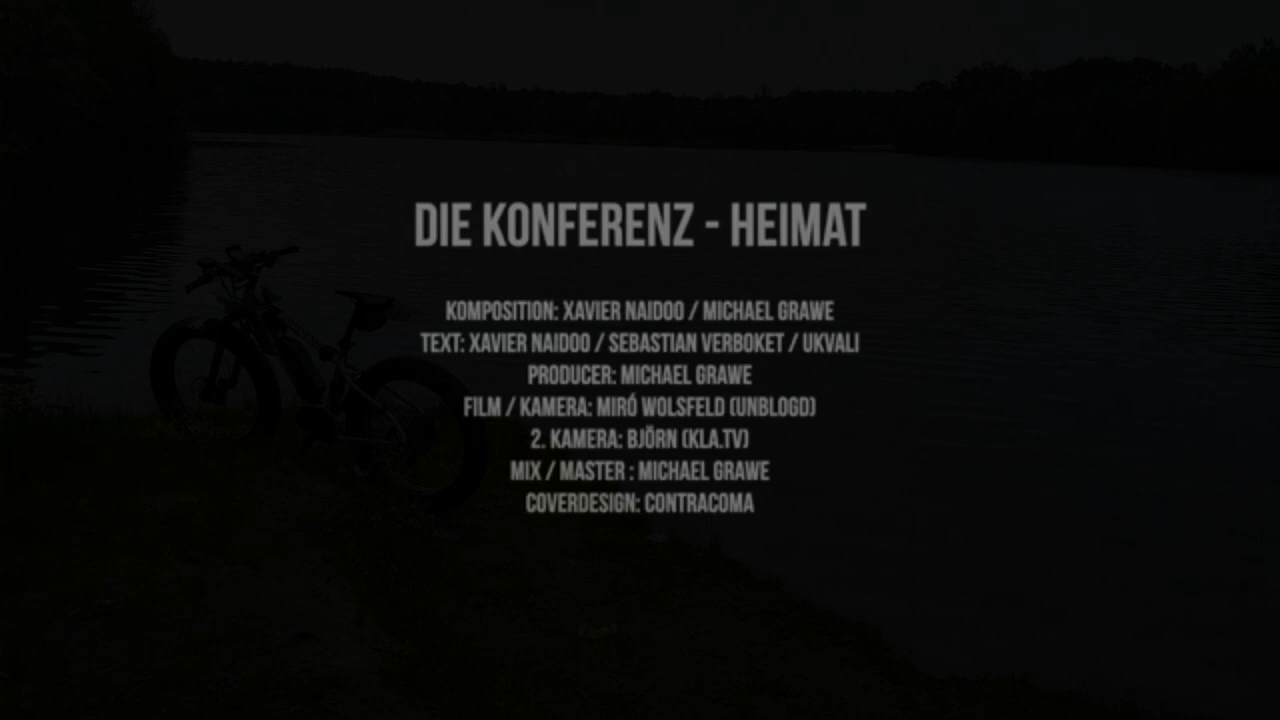 DIE KONFERENZ - HEIMAT
KOMPOSITION: XAVIER NAIDOO / MICHAEL GRAWE
TEXT: XAVIER NAIDOO / SEBASTIAN VERBOKET / UKVALI
PRODUCER: MICHAEL GRAWE
FILM / KAMERA: MIRÓ WOLSFELD (UNBLOGD)
2. KAMERA: BJÖRN (KLA.TV)
MIX / MASTER : MICHAEL GRAWE
COVERDESIGN: CONTRACOMA